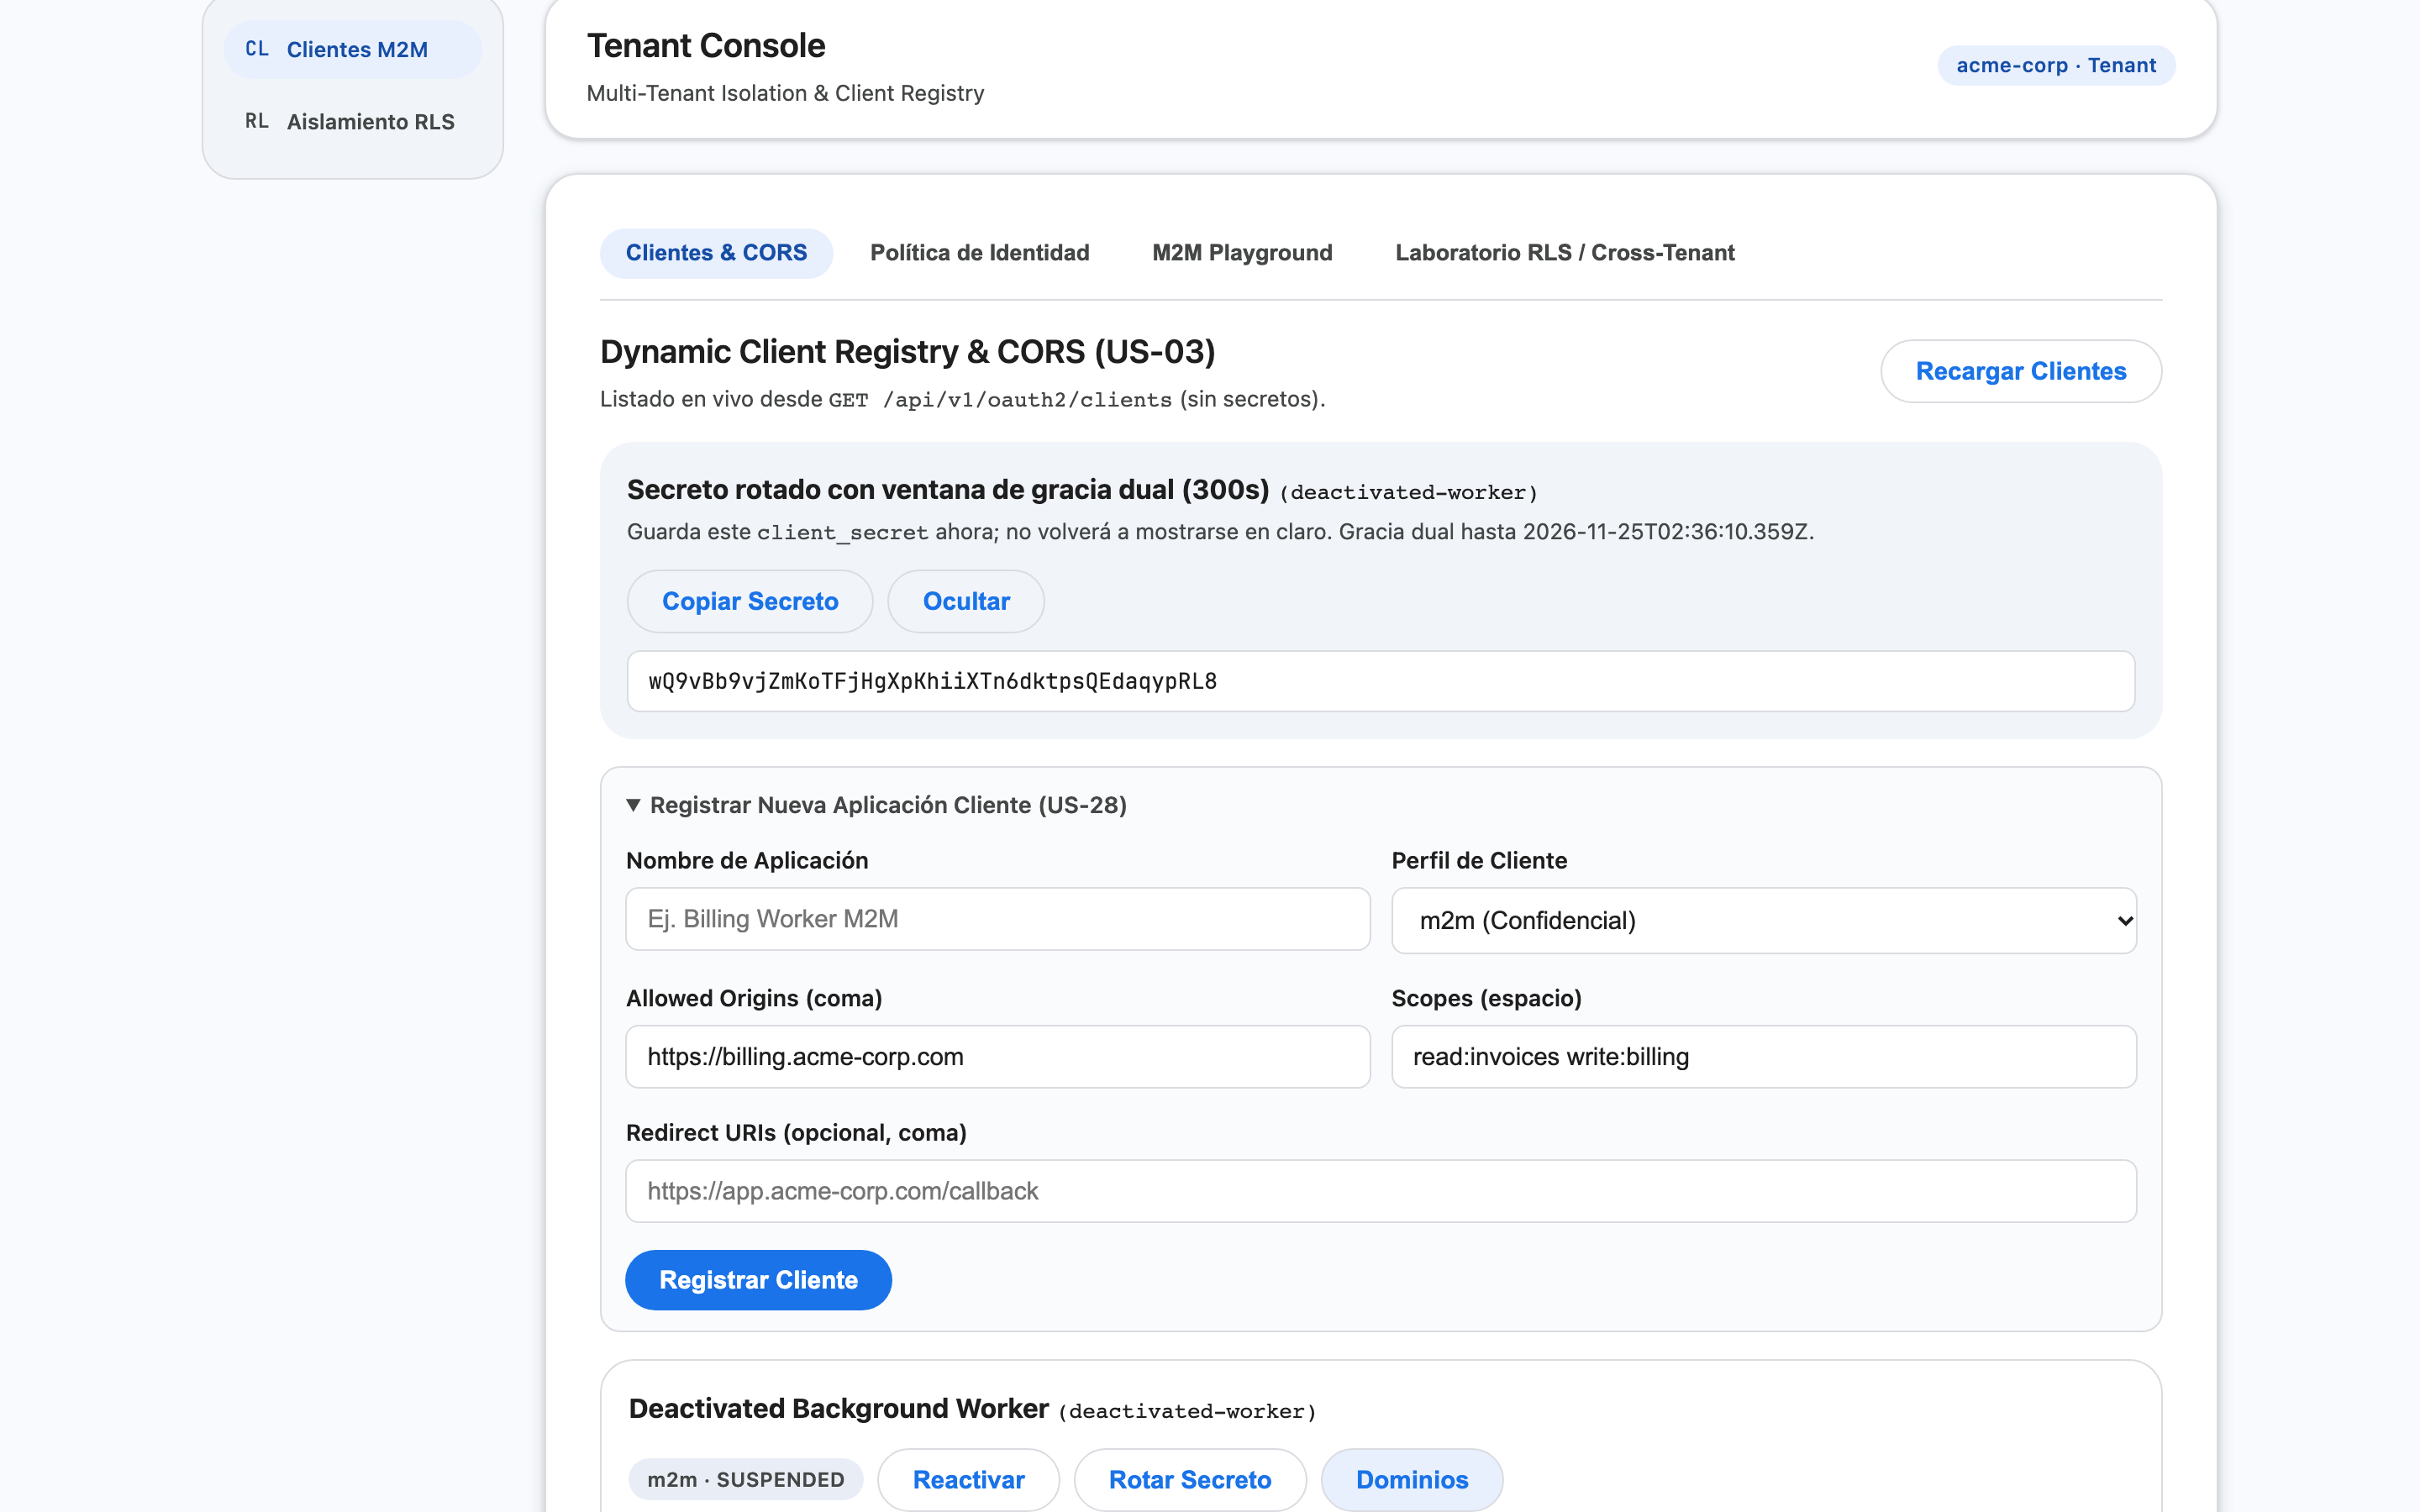 CL Clientes M2M
RL Aislamiento RLS
Tenant Console
Multi-Tenant Isolation & Client Registry
acme-corp · Tenant
Clientes & CORS
Política de Identidad
M2M Playground
Laboratorio RLS / Cross-Tenant
Dynamic Client Registry & CORS (US-03)
Listado en vivo desde GET /api/v1/oauth2/clients (sin secretos).
Recargar Clientes
Secreto rotado con ventana de gracia dual (300s) (deactivated-worker)
Guarda este client_secret ahora; no volverá a mostrarse en claro. Gracia dual hasta 2026-11-25T02:36:10.359Z.
Copiar Secreto
Ocultar
wQ9vBb9vjZmKoTFjHgXpKhiiXTn6dktpsQEdaqypRL8
▼ Registrar Nueva Aplicación Cliente (US-28)
Nombre de Aplicación
Ej. Billing Worker M2M
Perfil de Cliente
m2m (Confidencial)
Allowed Origins (coma)
https://billing.acme-corp.com
Scopes (espacio)
read:invoices write:billing
Redirect URIs (opcional, coma)
https://app.acme-corp.com/callback
Registrar Cliente
Deactivated Background Worker (deactivated-worker)
m2m · SUSPENDED
Reactivar
Rotar Secreto
Dominios